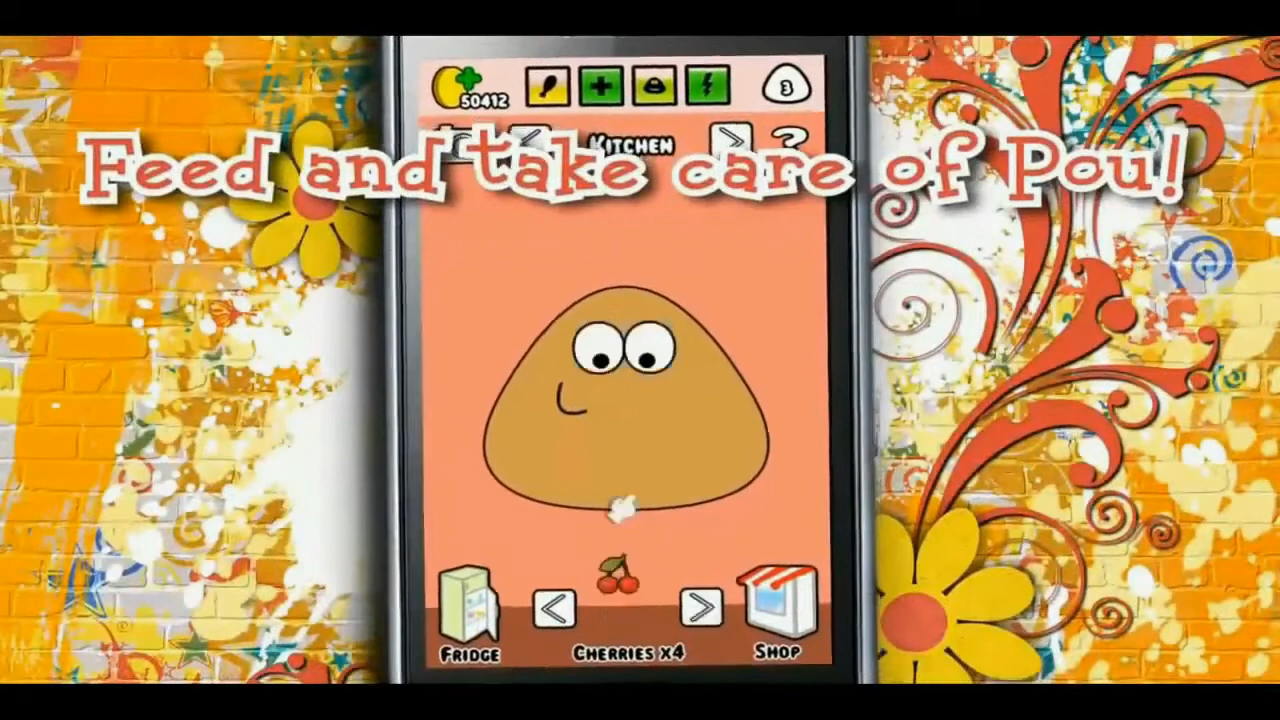 50412
3
Kitchen
?
Feed and take care of Pou!
Fridge
Cherries x4
Shop